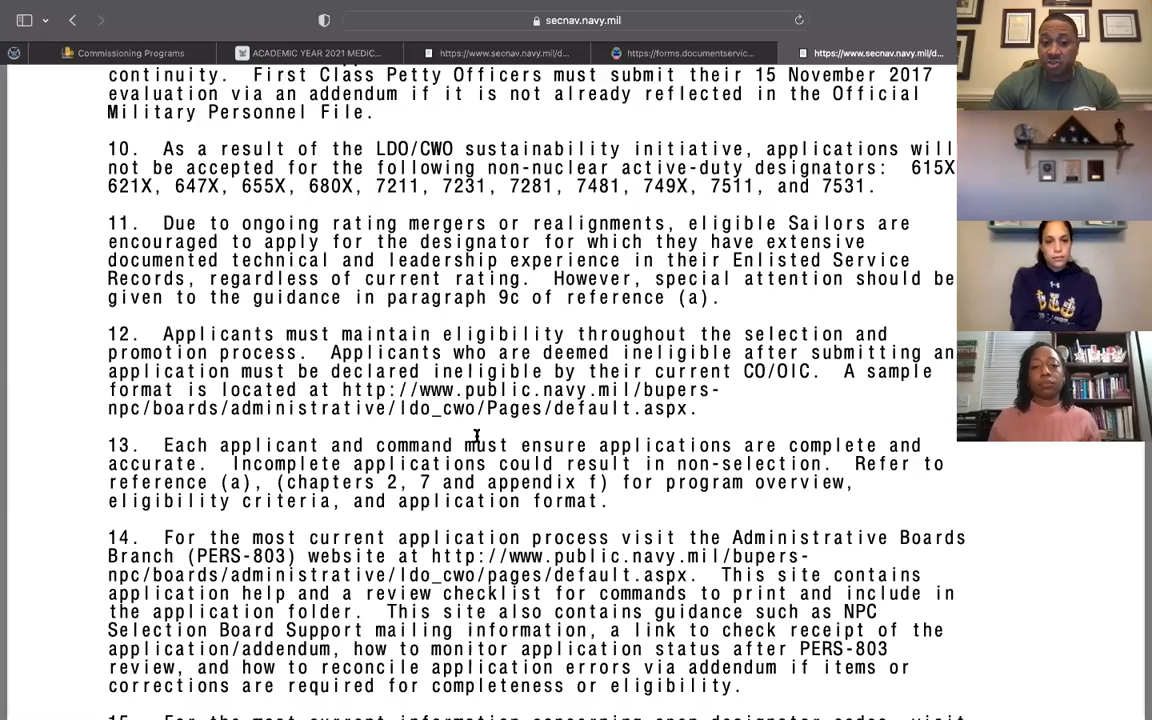 secnav.navy.mil
Commissioning Programs
ACADEMIC YEAR 2021 MEDIC...
https://www.secnav.navy.mil/d...
https://forms.documentservic...
https://www.secnav.navy.mil/d...
continuity. First Class Petty Officers must submit their 15 November 2017
evaluation via an addendum if it is not already reflected in the Official
Military Personnel File.
10. As a result of the LDO/CWO sustainability initiative, applications will
not be accepted for the following non-nuclear active-duty designators: 615X
621X, 647X, 655X, 680X, 7211, 7231, 7281, 7481, 749X, 7511, and 7531.
11. Due to ongoing rating mergers or realignments, eligible Sailors are
encouraged to apply for the designator for which they have extensive
documented technical and leadership experience in their Enlisted Service
Records, regardless of current rating. However, special attention should be
given to the guidance in paragraph 9c of reference (a).
12. Applicants must maintain eligibility throughout the selection and
promotion process. Applicants who are deemed ineligible after submitting an
application must be declared ineligible by their current CO/OIC. A sample
format is located at http://www.public.navy.mil/bupers-
npc/boards/administrative/ldo_cwo/Pages/default.aspx.
13. Each applicant and command must ensure applications are complete and
accurate. Incomplete applications could result in non-selection. Refer to
reference (a), (chapters 2, 7 and appendix f) for program overview,
eligibility criteria, and application format.
14. For the most current application process visit the Administrative Boards
Branch (PERS-803) website at http://www.public.navy.mil/bupers-
npc/boards/administrative/ldo_cwo/pages/default.aspx. This site contains
application help and a review checklist for commands to print and include in
the application folder. This site also contains guidance such as NPC
Selection Board Support mailing information, a link to check receipt of the
application/addendum, how to monitor application status after PERS-803
review, and how to reconcile application errors via addendum if items or
corrections are required for completeness or eligibility.
15. For the most current information concerning open designator codes, visit